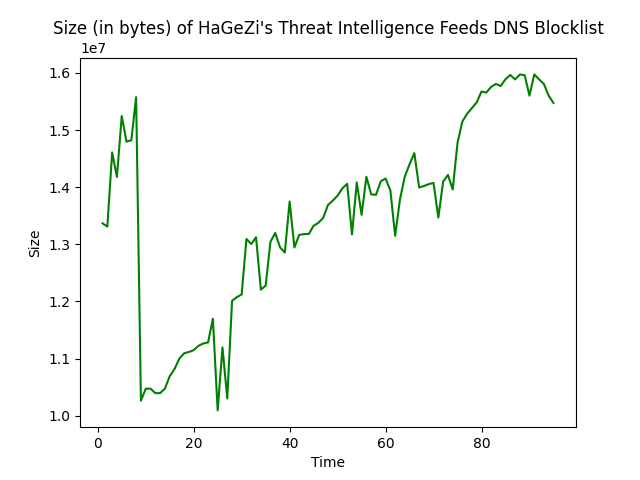 Size (in bytes) of HaGeZi's Threat Intelligence Feeds DNS Blocklist
1e7
1.6
1.5
1.4
1.3
1.2
1.1
1.0
Size
0 20 40 60 80
Time